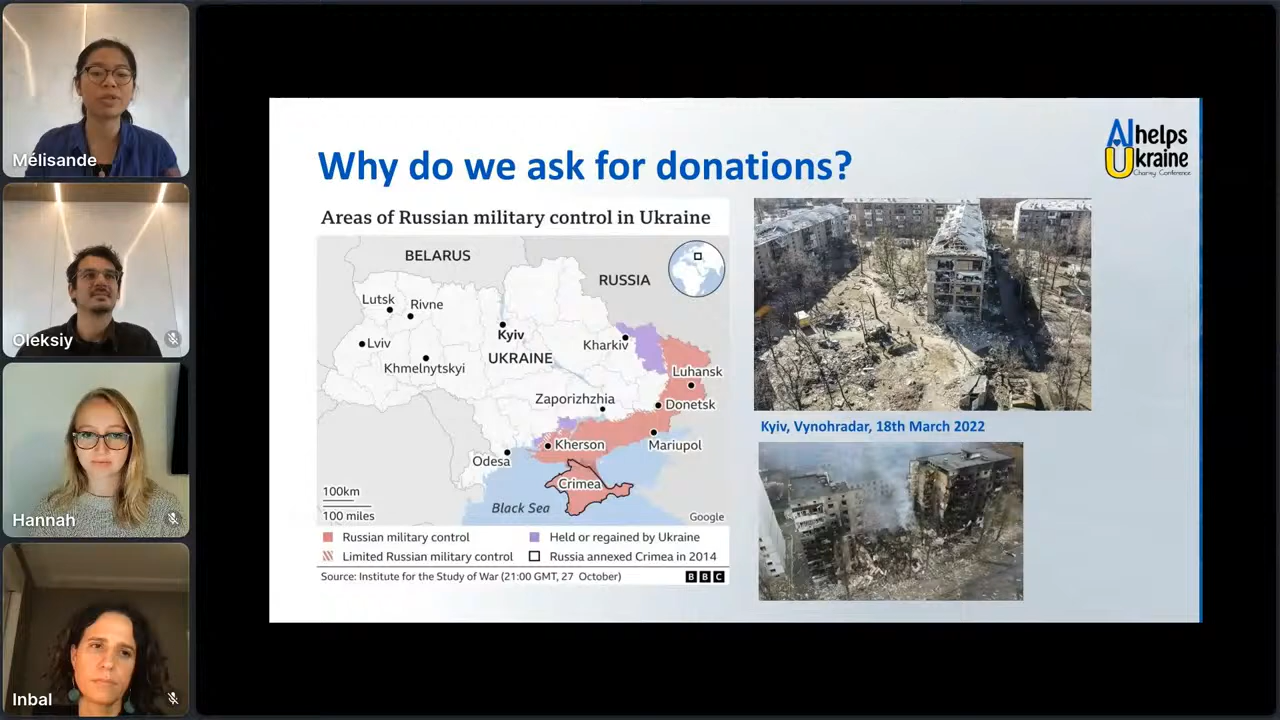 Mélisande
Oleksiy
Hannah
Inbal
Why do we ask for donations?
AI helps
Ukraine
Charity Conference
Areas of Russian military control in Ukraine
BELARUS
RUSSIA
Lutsk
Rivne
Kyiv
Lviv
UKRAINE
Kharkiv
Khmelnytskyi
Luhansk
Zaporizhzhia
Donetsk
Kherson
Mariupol
Odesa
Crimea
100km
100 miles
Black Sea
Google
Russian military control
Held or regained by Ukraine
Limited Russian military control
Russia annexed Crimea in 2014
Source: Institute for the Study of War (21:00 GMT, 27 October)
BBC
Kyiv, Vynohradar, 18th March 2022